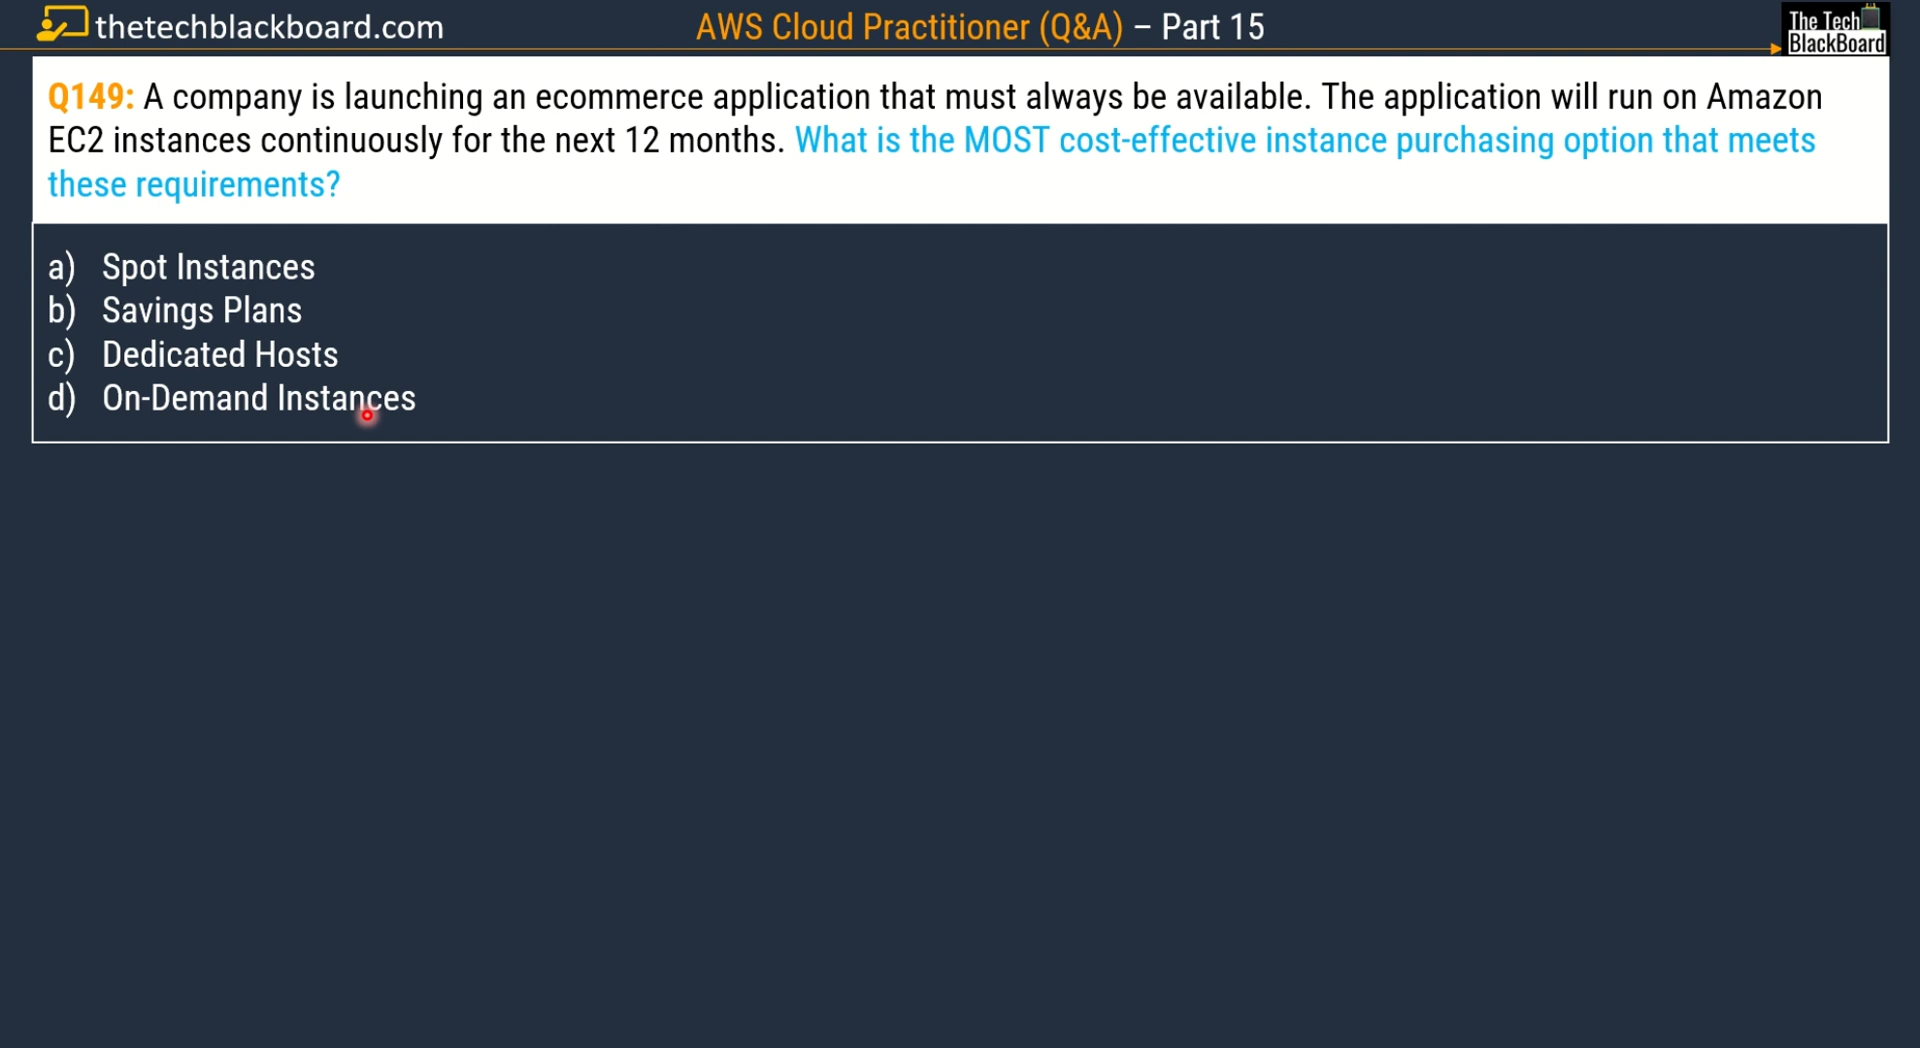 thetechblackboard.com
AWS Cloud Practitioner (Q&A) – Part 15
The Tech
BlackBoard
Q149: A company is launching an ecommerce application that must always be available. The application will run on Amazon
EC2 instances continuously for the next 12 months. What is the MOST cost-effective instance purchasing option that meets
these requirements?
a) Spot Instances
b) Savings Plans
c) Dedicated Hosts
d) On-Demand Instances